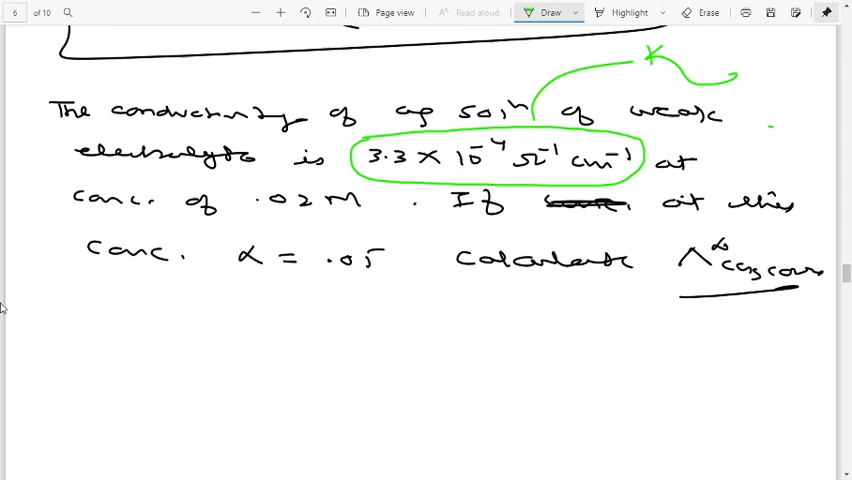 6 of 10 Page view Read aloud Draw Highlight Erase
The conductivity of aq soln of weak K
electrolyte is 3.3 × 10⁻⁴ Ω⁻¹ cm⁻¹ at
conc. of .02 M . If at this
conc. α = .05 calculate Λ∞